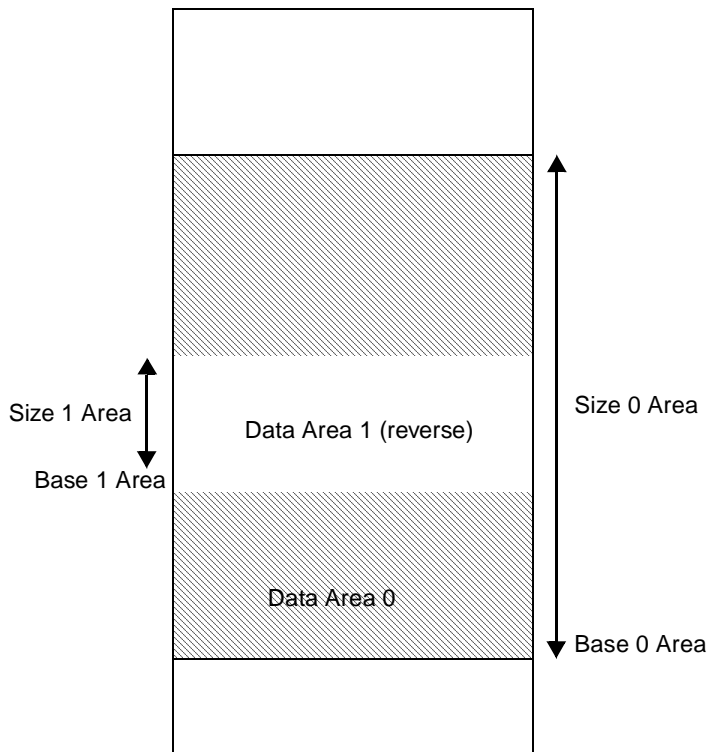 Size 1 Area
Data Area 1 (reverse)
Size 0 Area
Base 1 Area
Data Area 0
Base 0 Area